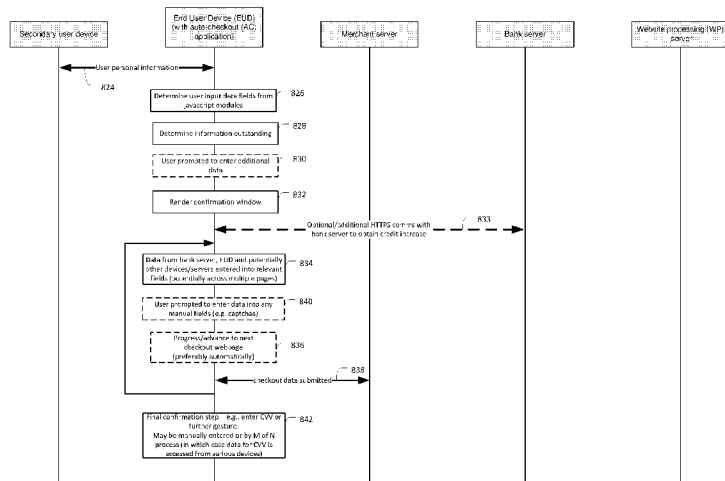 Secondary user device
End User Device (EUD)
(with auto-checkout (AC)
application)
Merchant server
Bank server
Website processing (WP)
server
User personal information
824
Determine user input data fields from
javascript modules
826
Determine information outstanding
828
User prompted to enter additional
data
830
Render confirmation window
832
Optional/additional HTTPS comms with
bank server to obtain credit increase
833
Data from bank server, EUD and potentially
other devices/servers entered into relevant
fields (potentially across multiple pages)
834
User prompted to enter data into any
manual fields (e.g. captchas)
840
Progress/advance to next
checkout webpage
(preferably automatically)
836
checkout data submitted
838
Final confirmation step e.g., enter CVV or
further gesture.
May be manually entered or by M of N
process (in which case data for CVV is
accessed from various devices)
842